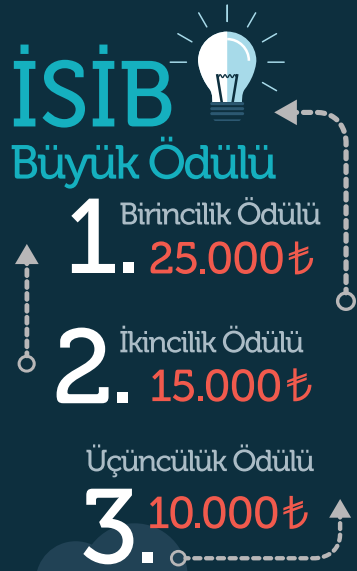 İSİB
Büyük Ödülü
1. Birincilik Ödülü
25.000 ₺
2. İkincilik Ödülü
15.000 ₺
Üçüncülük Ödülü
3. 10.000 ₺